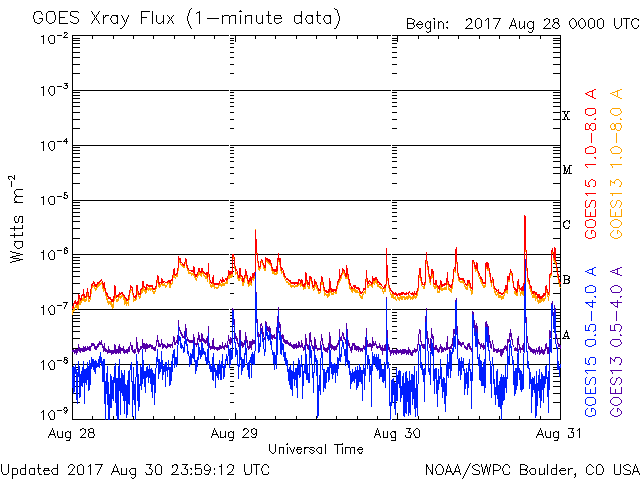 GOES Xray Flux (1-minute data)
Begin: 2017 Aug 28 0000 UTC
10-2
10-3
10-4
10-5
10-6
10-7
10-8
10-9
Watts m-2
X
M
C
B
A
GOES15 1.0-8.0 A
GOES13 1.0-8.0 A
GOES15 0.5-4.0 A
GOES13 0.5-4.0 A
Aug 28
Aug 29
Aug 30
Aug 31
Universal Time
Updated 2017 Aug 30 23:59:12 UTC
NOAA/SWPC Boulder, CO USA